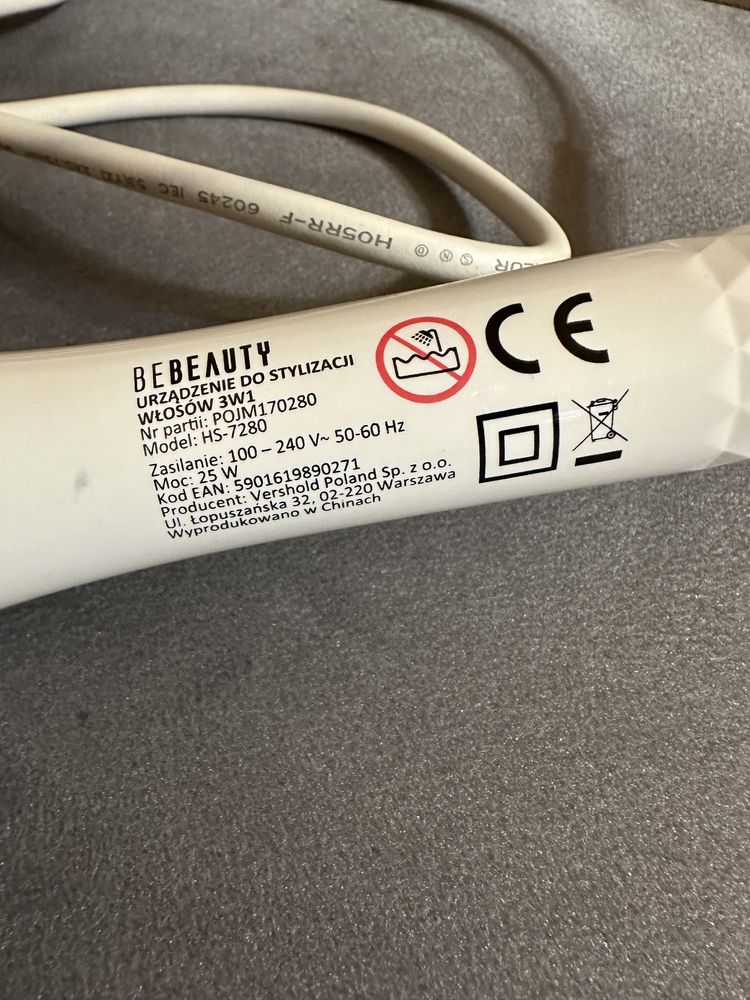 H05RR-F 60245 IEC 53(YZ)
BEBEAUTY
URZĄDZENIE DO STYLIZACJI
WŁOSÓW 3W1
Nr partii: POJM170280
Model: HS-7280
Zasilanie: 100 – 240 V~ 50-60 Hz
Moc: 25 W
Kod EAN: 5901619890271
Producent: Vershold Poland Sp. z o.o.
Ul. Łopuszańska 32, 02-220 Warszawa
Wyprodukowano w Chinach
CE